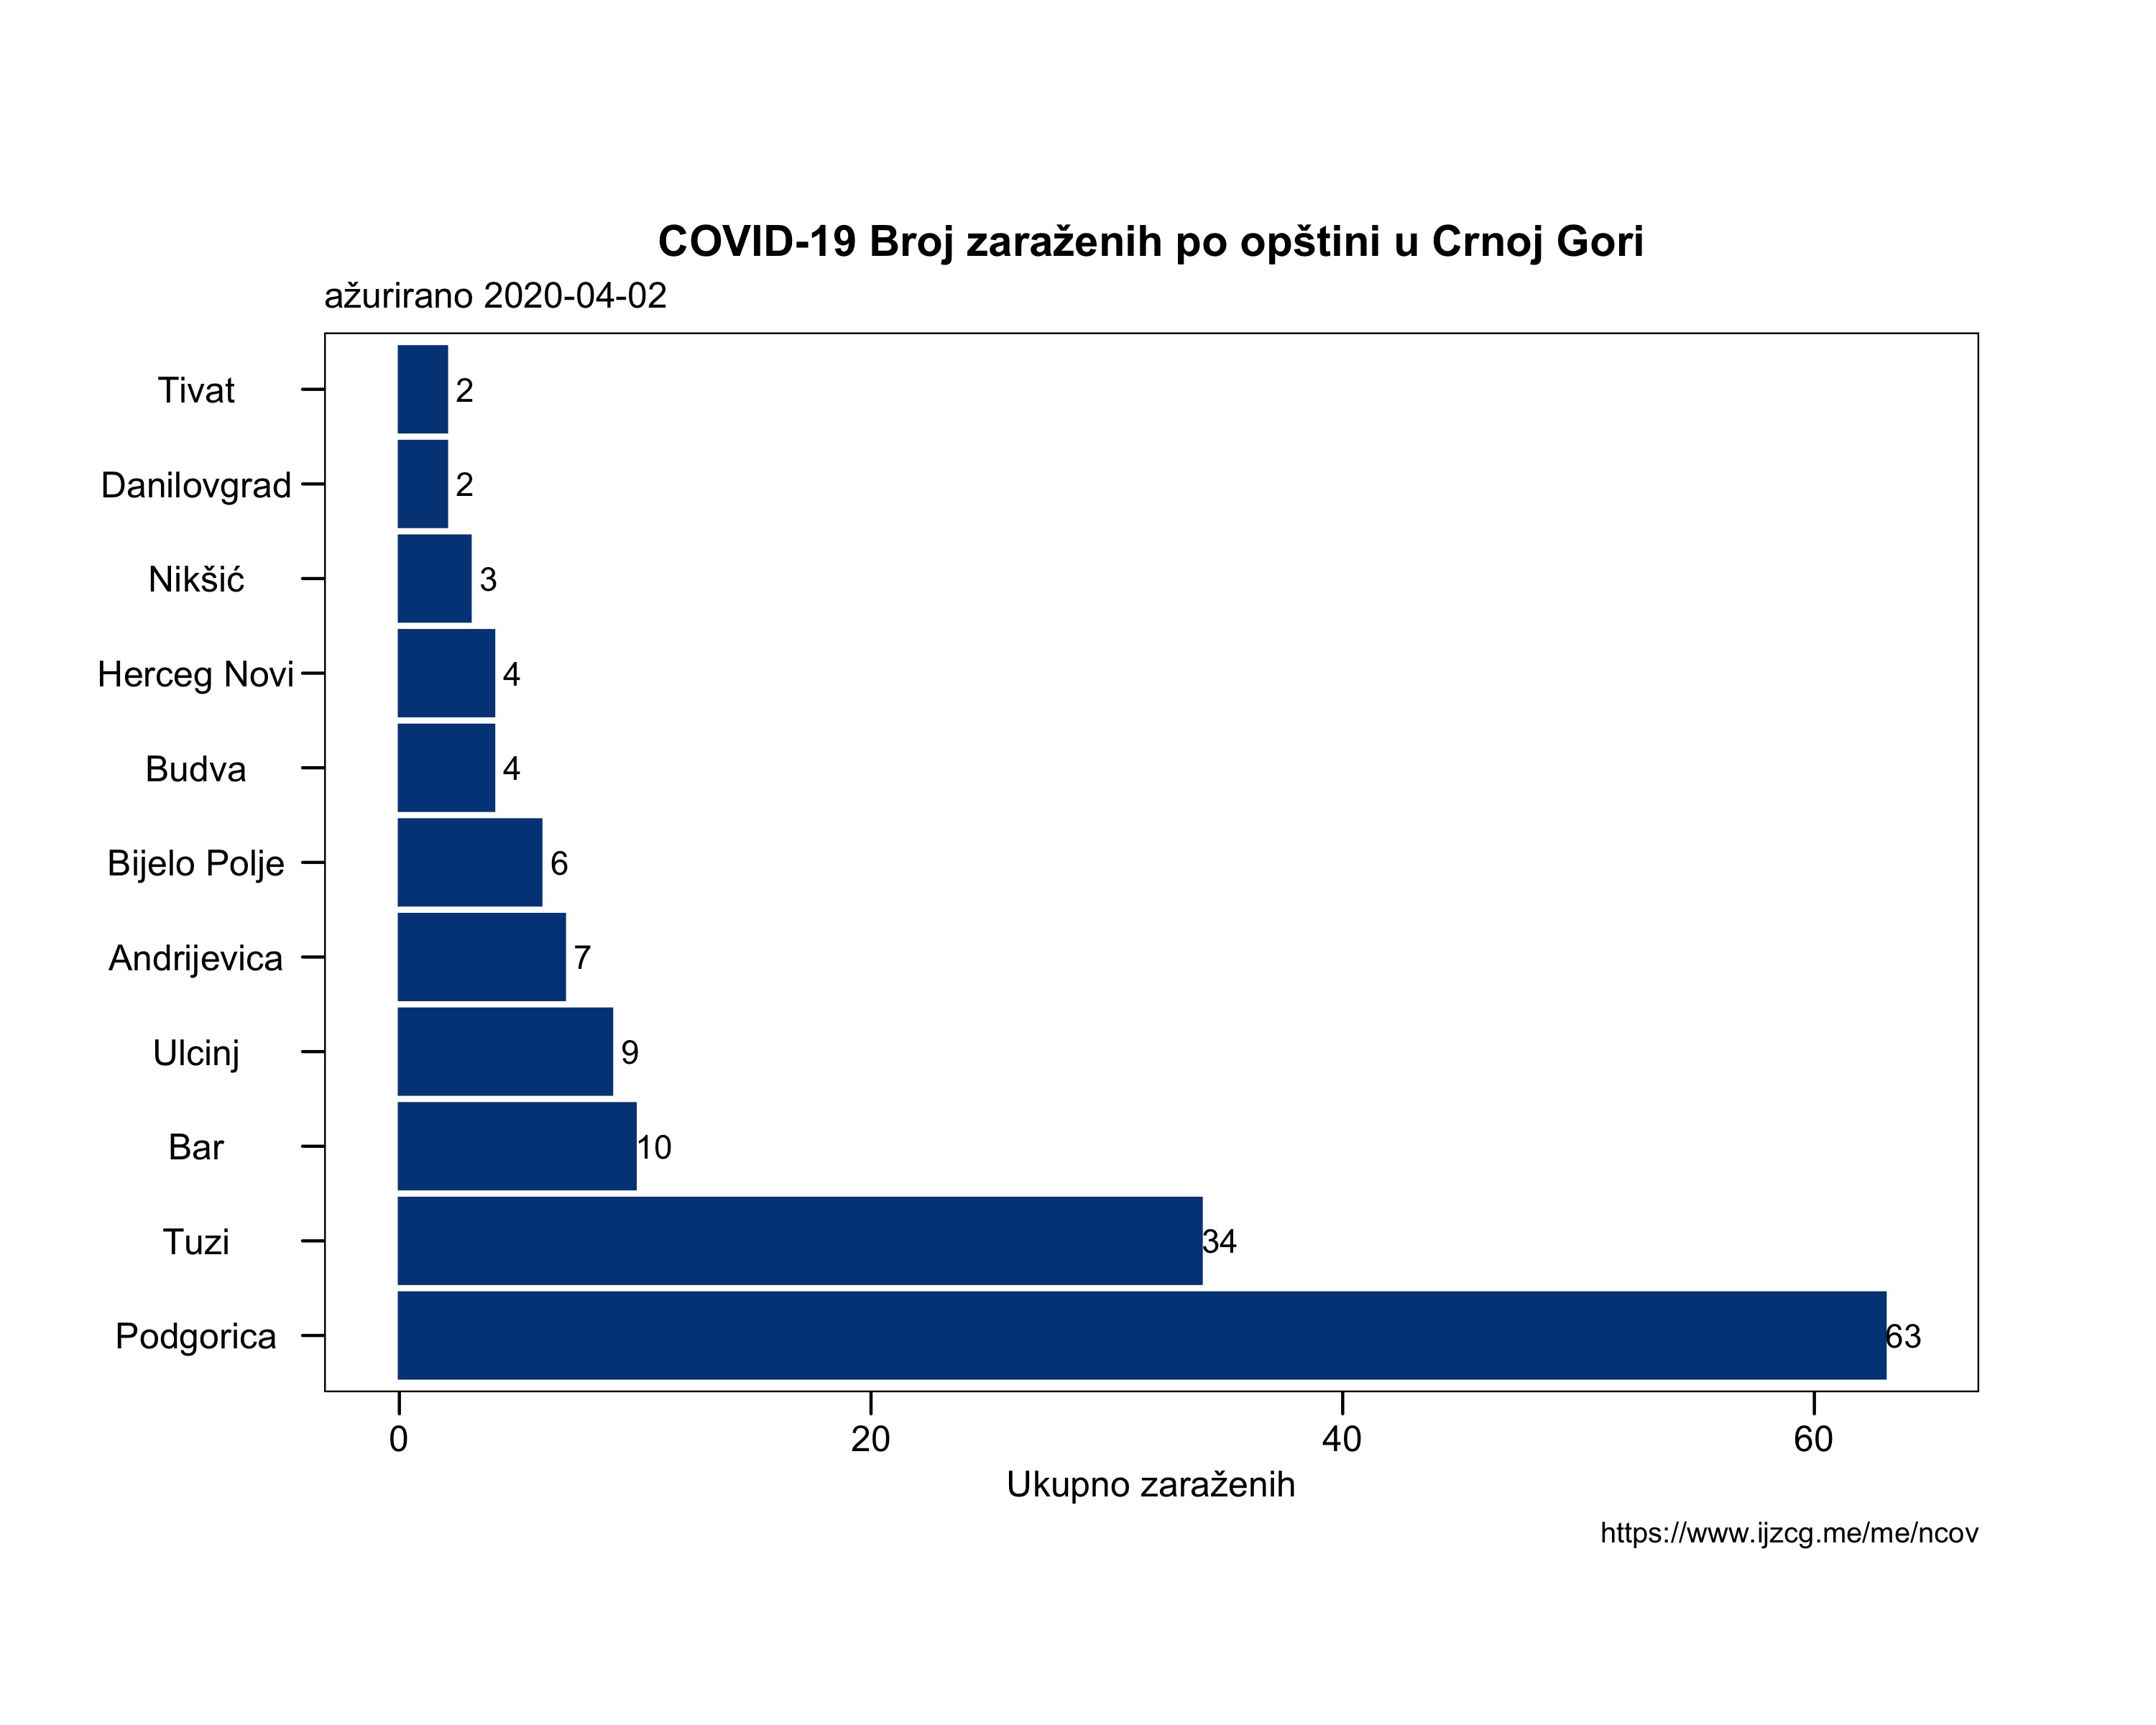 COVID-19 Broj zaraženih po opštini u Crnoj Gori
ažurirano 2020-04-02
Tivat 2
Danilovgrad 2
Nikšić 3
Herceg Novi 4
Budva 4
Bijelo Polje 6
Andrijevica 7
Ulcinj 9
Bar 10
Tuzi 34
Podgorica 63
0 20 40 60
Ukupno zaraženih
https://www.ijzcg.me/me/ncov